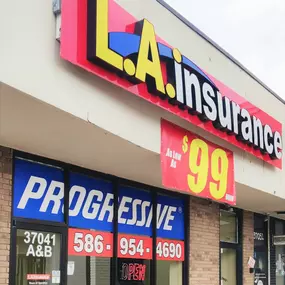 L.A.insurance
As Low
As
$99
PROGRESSIVE
37041
A&B
586-954-4690
OPEN